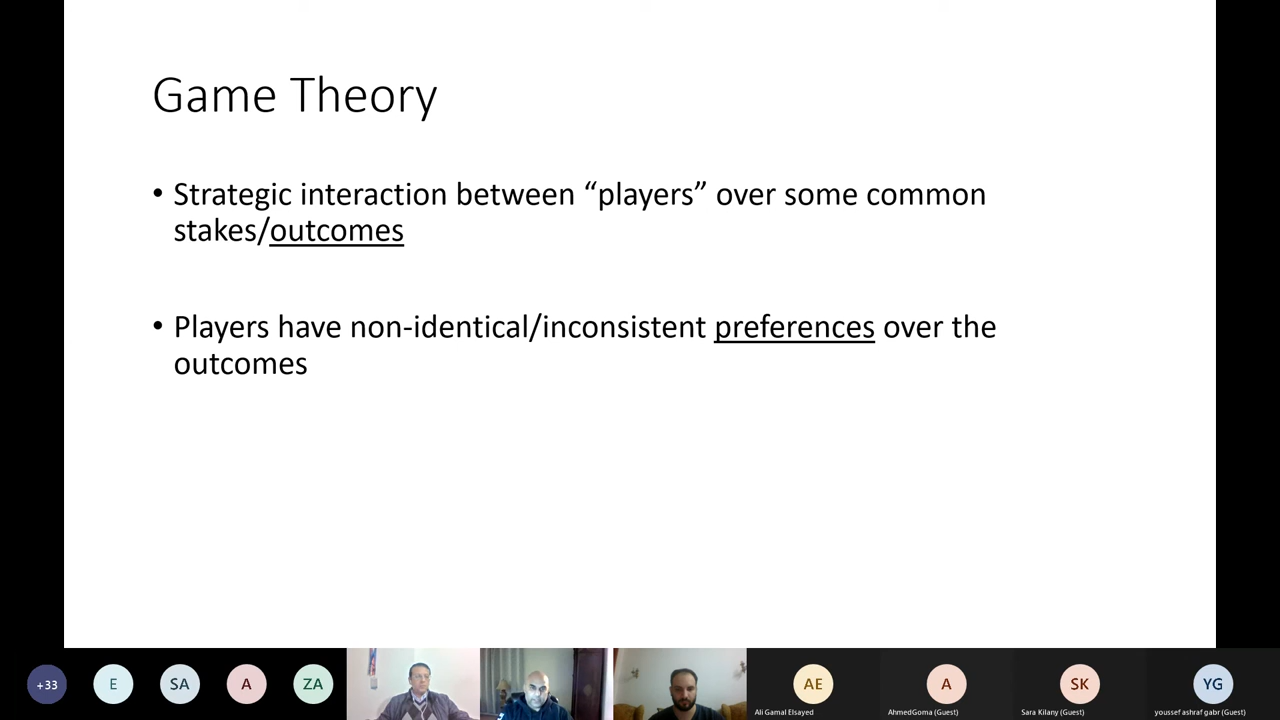 Game Theory
• Strategic interaction between “players” over some common
stakes/outcomes
• Players have non-identical/inconsistent preferences over the
outcomes
+33
E
SA
A
ZA
AE
A
SK
YG
Ali Gamal Elsayed
AhmedGoma (Guest)
Sara Kilany (Guest)
youssef ashraf gabr (Guest)